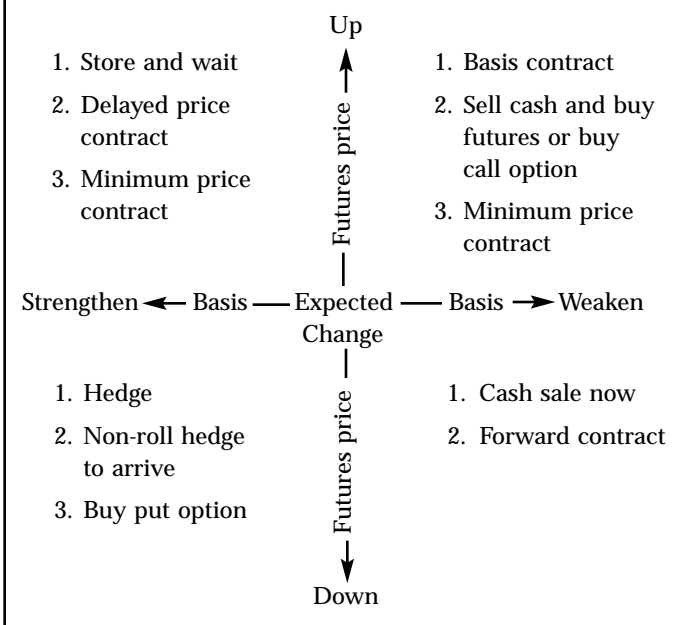 Up
1. Store and wait
2. Delayed price
contract
3. Minimum price
contract
Futures price
1. Basis contract
2. Sell cash and buy
futures or buy
call option
3. Minimum price
contract
Strengthen Basis Expected Basis Weaken
Change
1. Hedge
2. Non-roll hedge
to arrive
3. Buy put option
Futures price
1. Cash sale now
2. Forward contract
Down